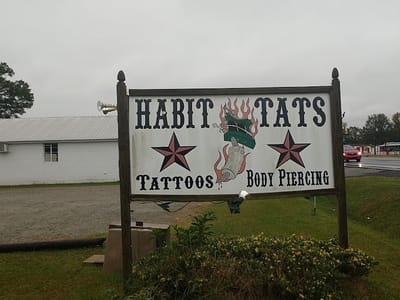 HABIT TATS
TATTOOS BODY PIERCING